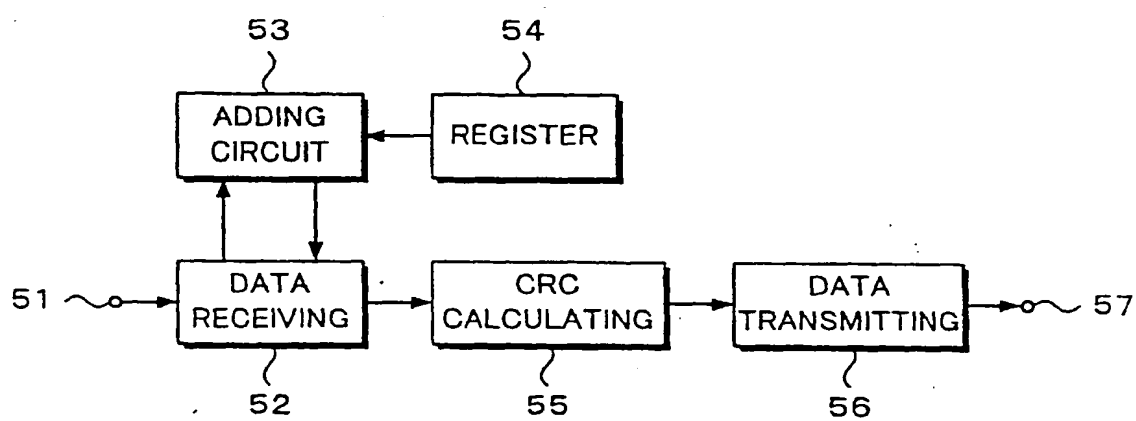 53
54
ADDING
CIRCUIT
REGISTER
51
DATA
RECEIVING
CRC
CALCULATING
DATA
TRANSMITTING
57
52
55
56